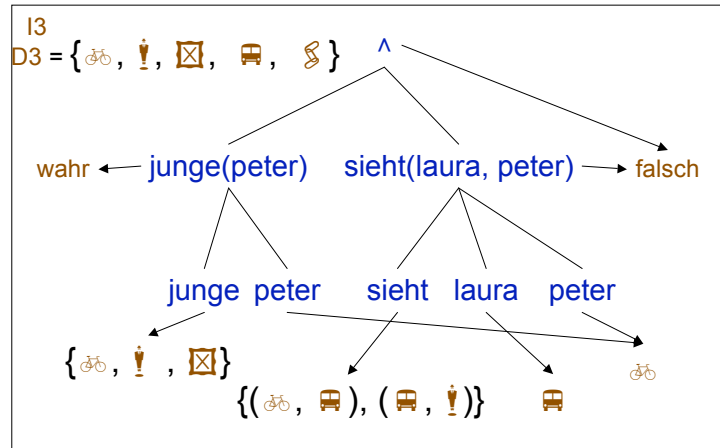 I3
D3 = { , , , , } ^
wahr junge(peter) sieht(laura, peter) falsch
junge peter sieht laura peter
{ , , }
{( , ), ( , )}